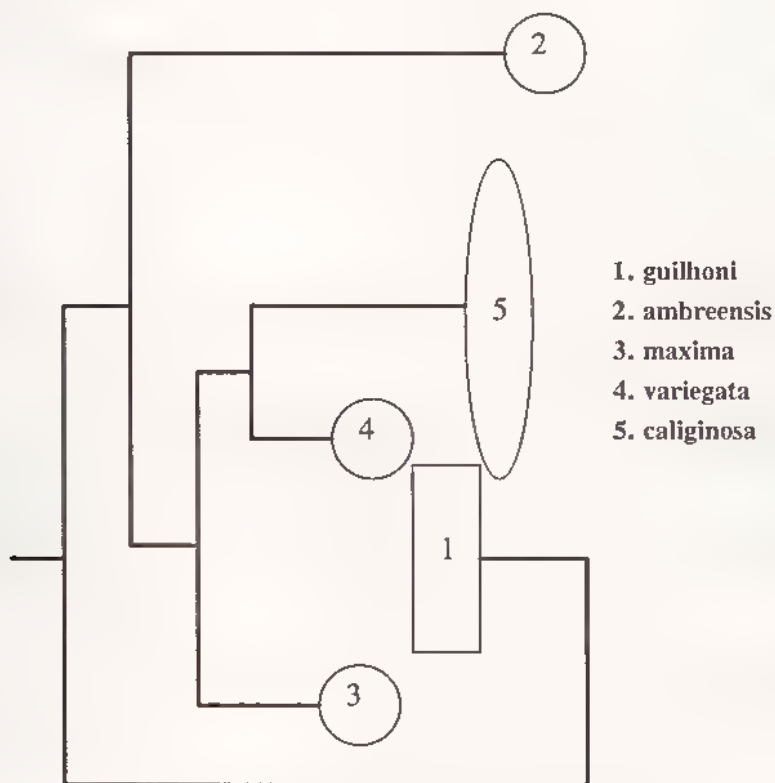 2
5
4
1
3
1. guilhoni
2. ambreensis
3. maxima
4. variegata
5. caliginosa